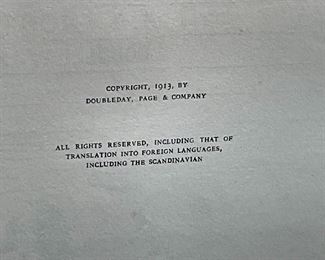 COPYRIGHT, 1913, BY
DOUBLEDAY, PAGE & COMPANY
ALL RIGHTS RESERVED, INCLUDING THAT OF
TRANSLATION INTO FOREIGN LANGUAGES,
INCLUDING THE SCANDINAVIAN